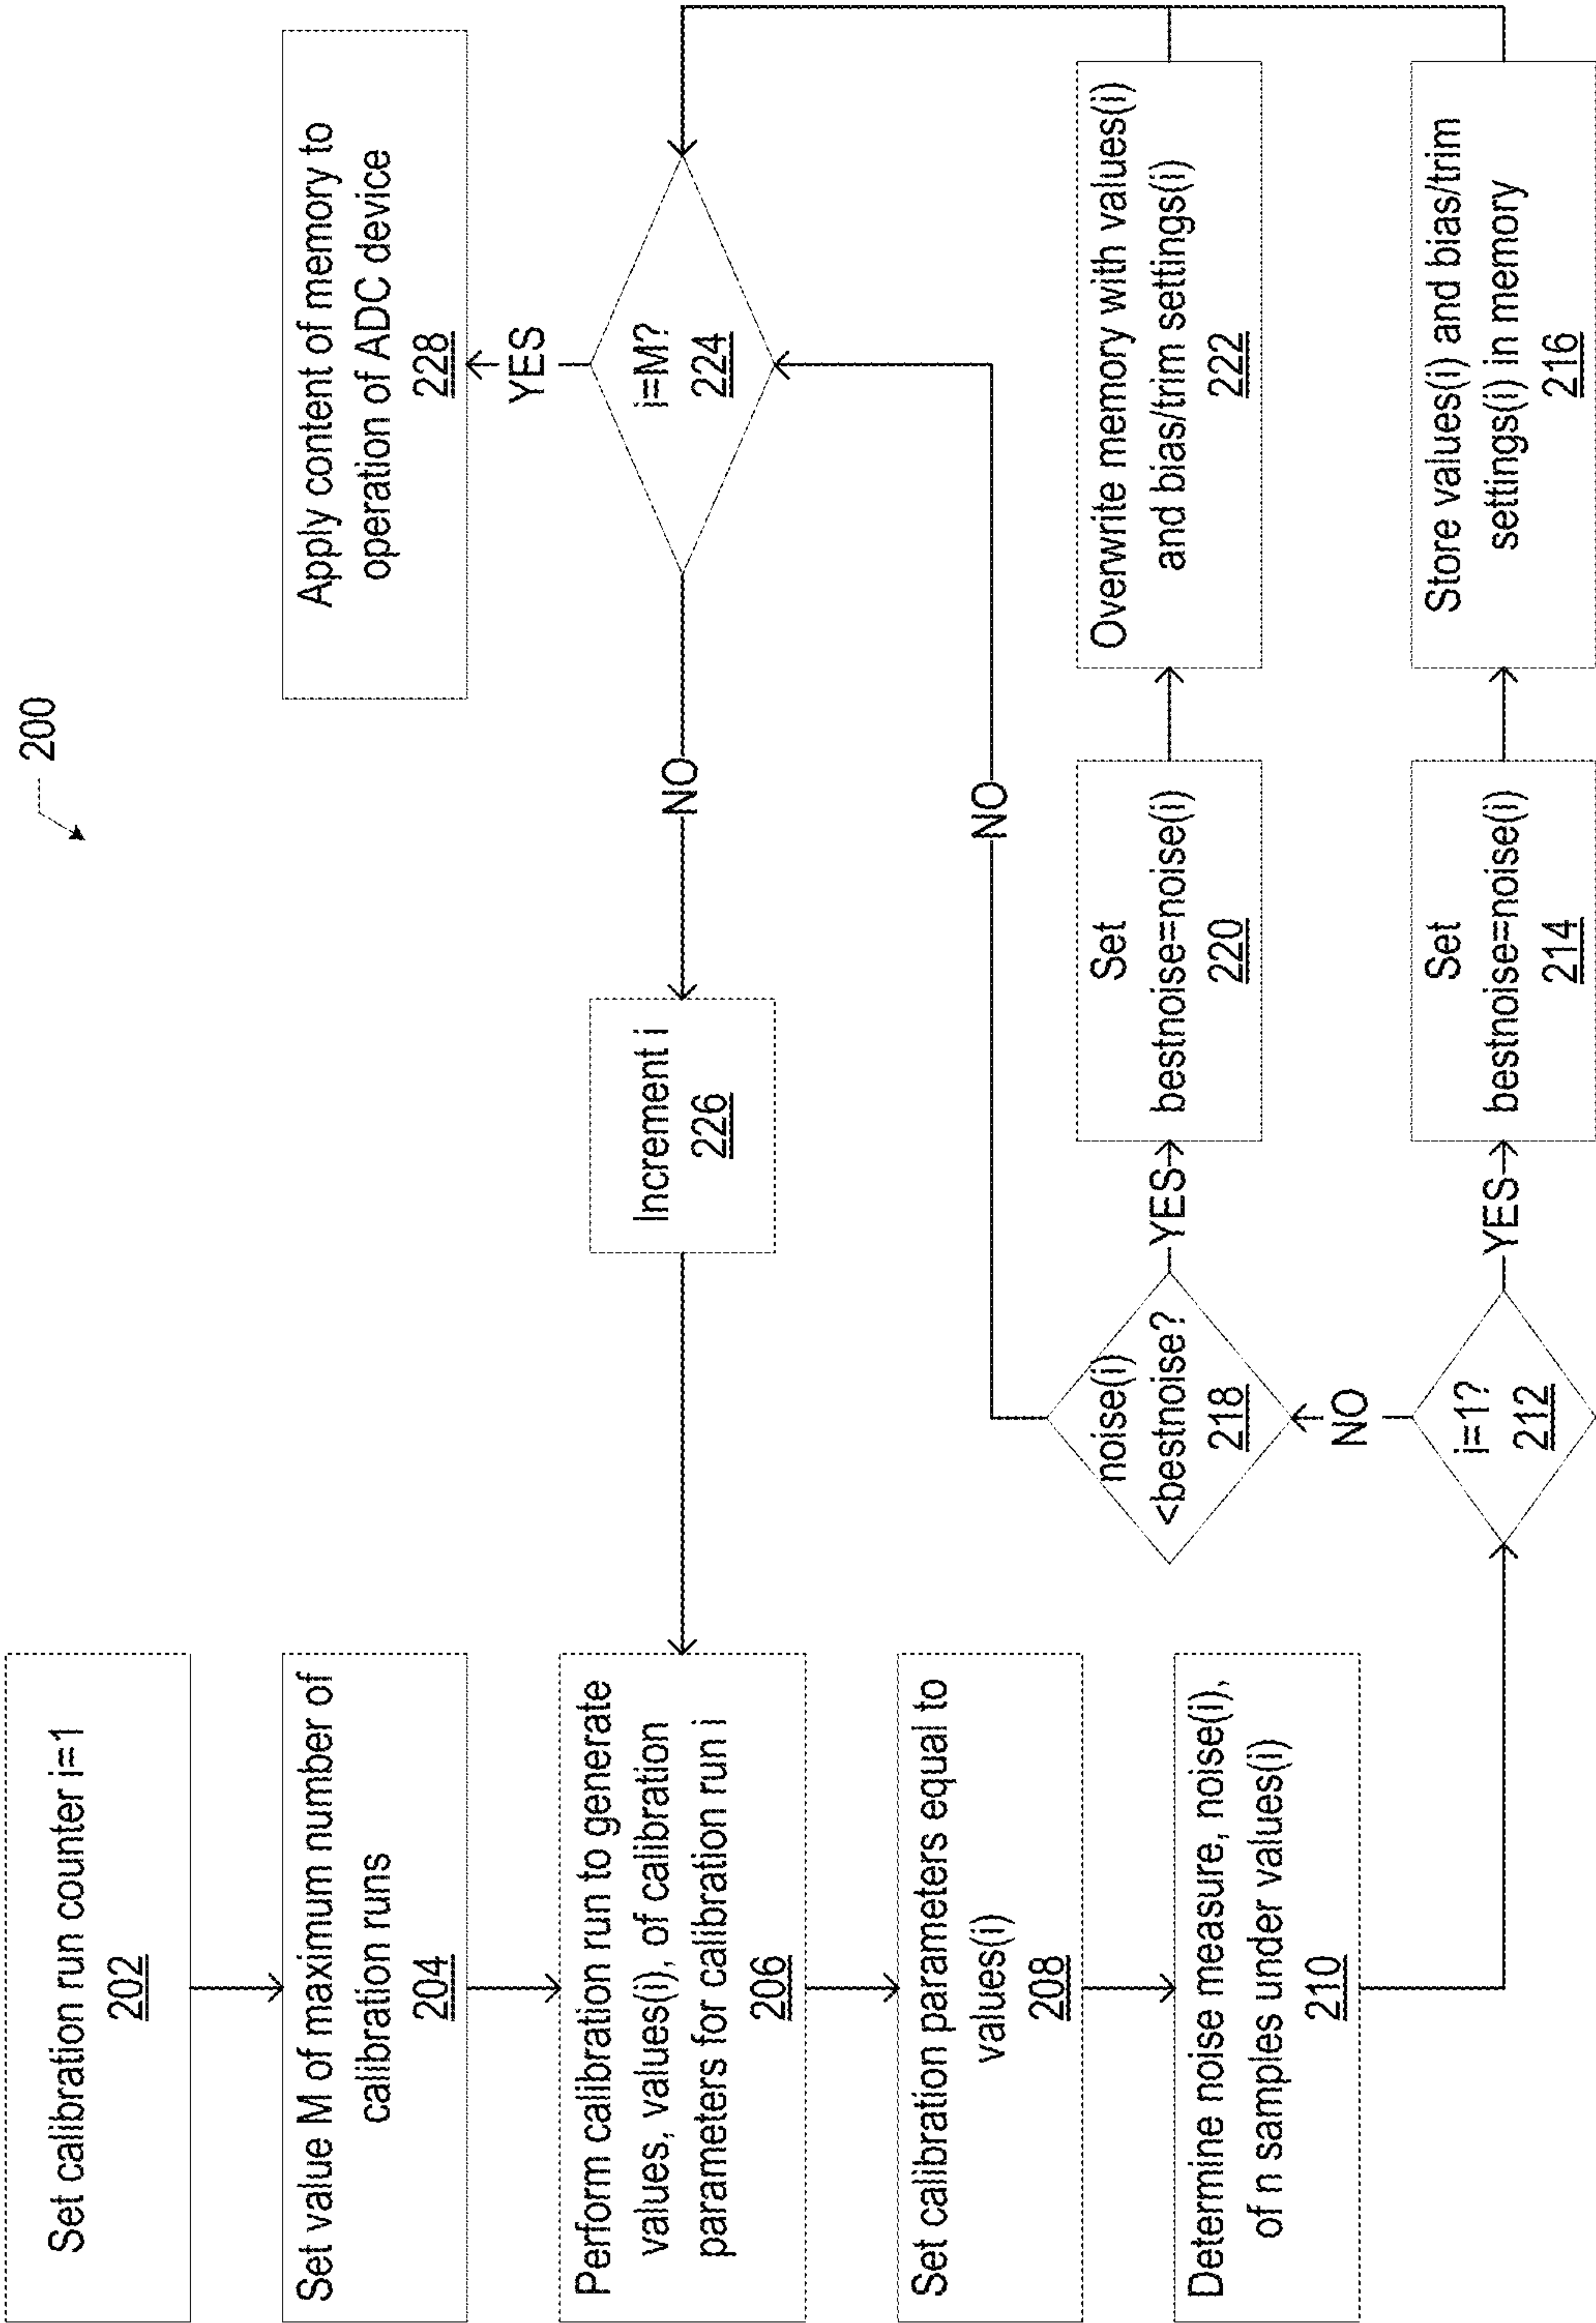 200
Set calibration run counter i=1
202
Set value M of maximum number of
calibration runs
204
Perform calibration run to generate
values, values(i), of calibration
parameters for calibration run i
206
Set calibration parameters equal to
values(i)
208
Determine noise measure, noise(i),
of n samples under values(i)
210
i=1?
212
YES
Set
bestnoise=noise(i)
214
Store values(i) and bias/trim
settings(i) in memory
216
NO
noise(i)
<bestnoise?
218
YES
Set
bestnoise=noise(i)
220
Overwrite memory with values(i)
and bias/trim settings(i)
222
NO
i=M?
224
NO
Increment i
226
YES
Apply content of memory to
operation of ADC device
228